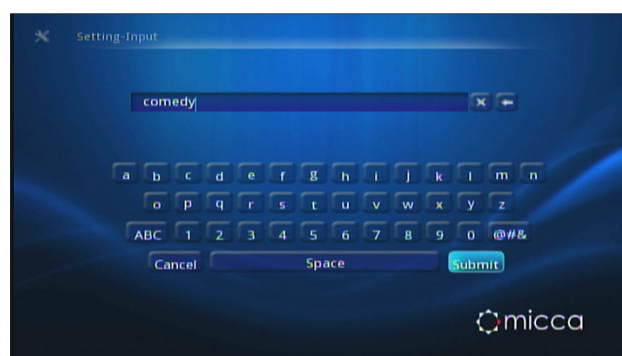 Setting-Input
comedy
a b c d e f g h i j k l m n
o p q r s t u v w x y z
ABC 1 2 3 4 5 6 7 8 9 0 @#&
Cancel Space Submit
micca